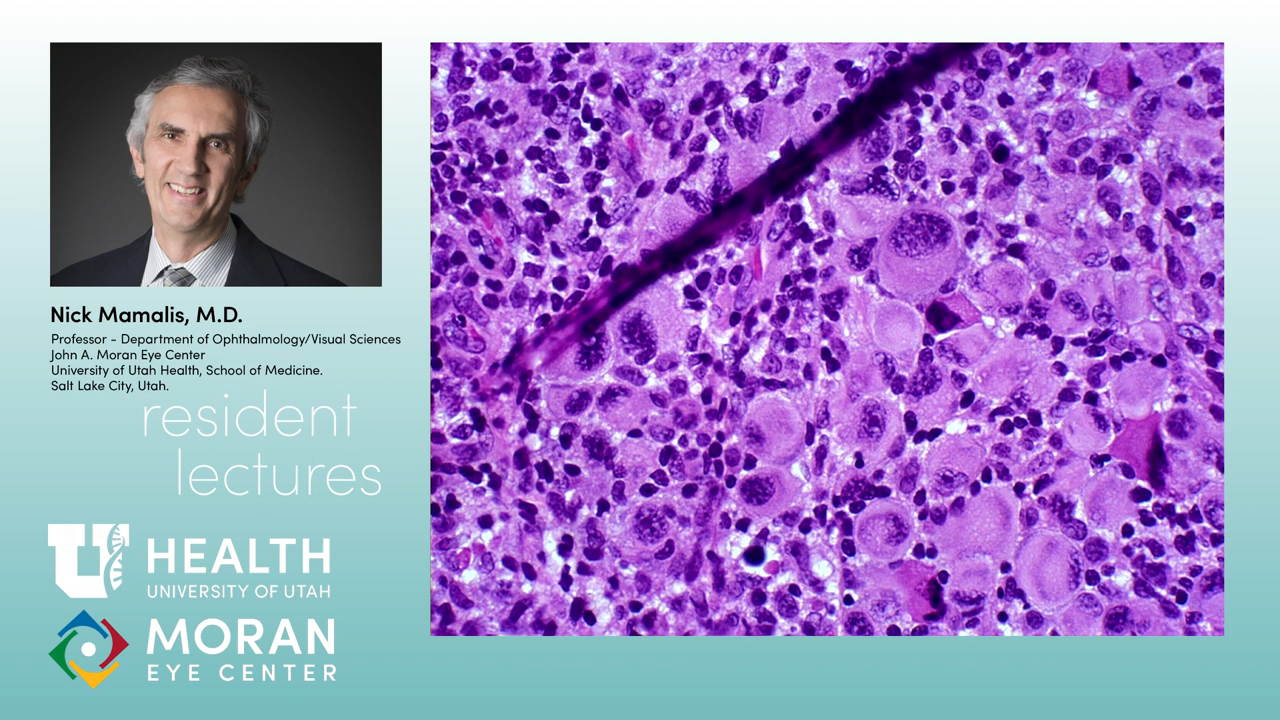 Nick Mamalis, M.D.
Professor - Department of Ophthalmology/Visual Sciences
John A. Moran Eye Center
University of Utah Health, School of Medicine.
Salt Lake City, Utah.
resident
lectures
U HEALTH
UNIVERSITY OF UTAH
MORAN
EYE CENTER